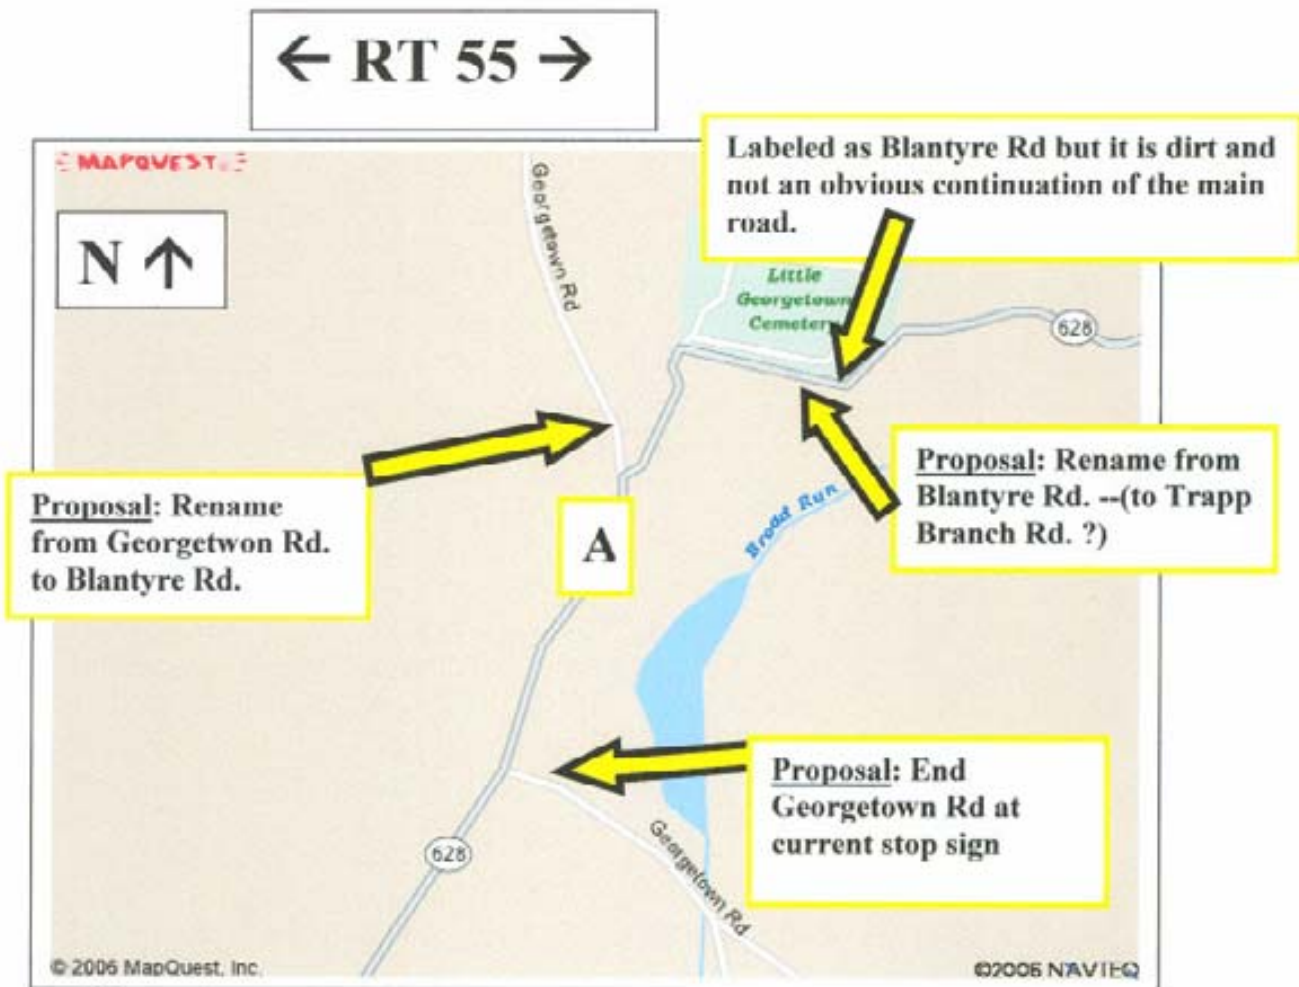 ← RT 55 →
MAPQUEST
N ↑
Georgetown Rd
Labeled as Blantyre Rd but it is dirt and
not an obvious continuation of the main
road.
Little
Georgetown
Cemetery
628
Proposal: Rename
from Georgetwon Rd.
to Blantyre Rd.
A
Broad Run
Proposal: Rename from
Blantyre Rd. --(to Trapp
Branch Rd. ?)
Proposal: End
Georgetown Rd at
current stop sign
628
Georgetown Rd
© 2006 MapQuest, Inc.
©2006 NAVTEQ